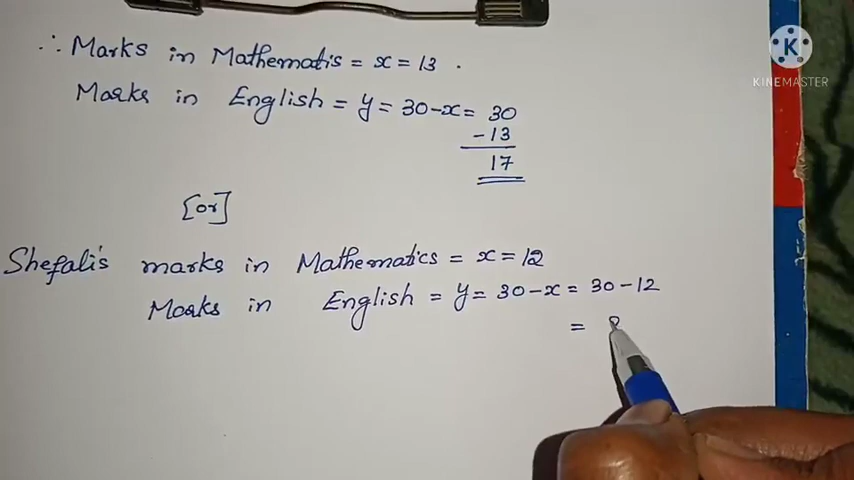 ∴ Marks in Mathematis = x = 13 .
Marks in English = y = 30-x = 30
- 13
17
[or]
Shefali's marks in Mathematics = x = 12
Marks in English = y = 30-x = 30-12
=
K
KINEMASTER